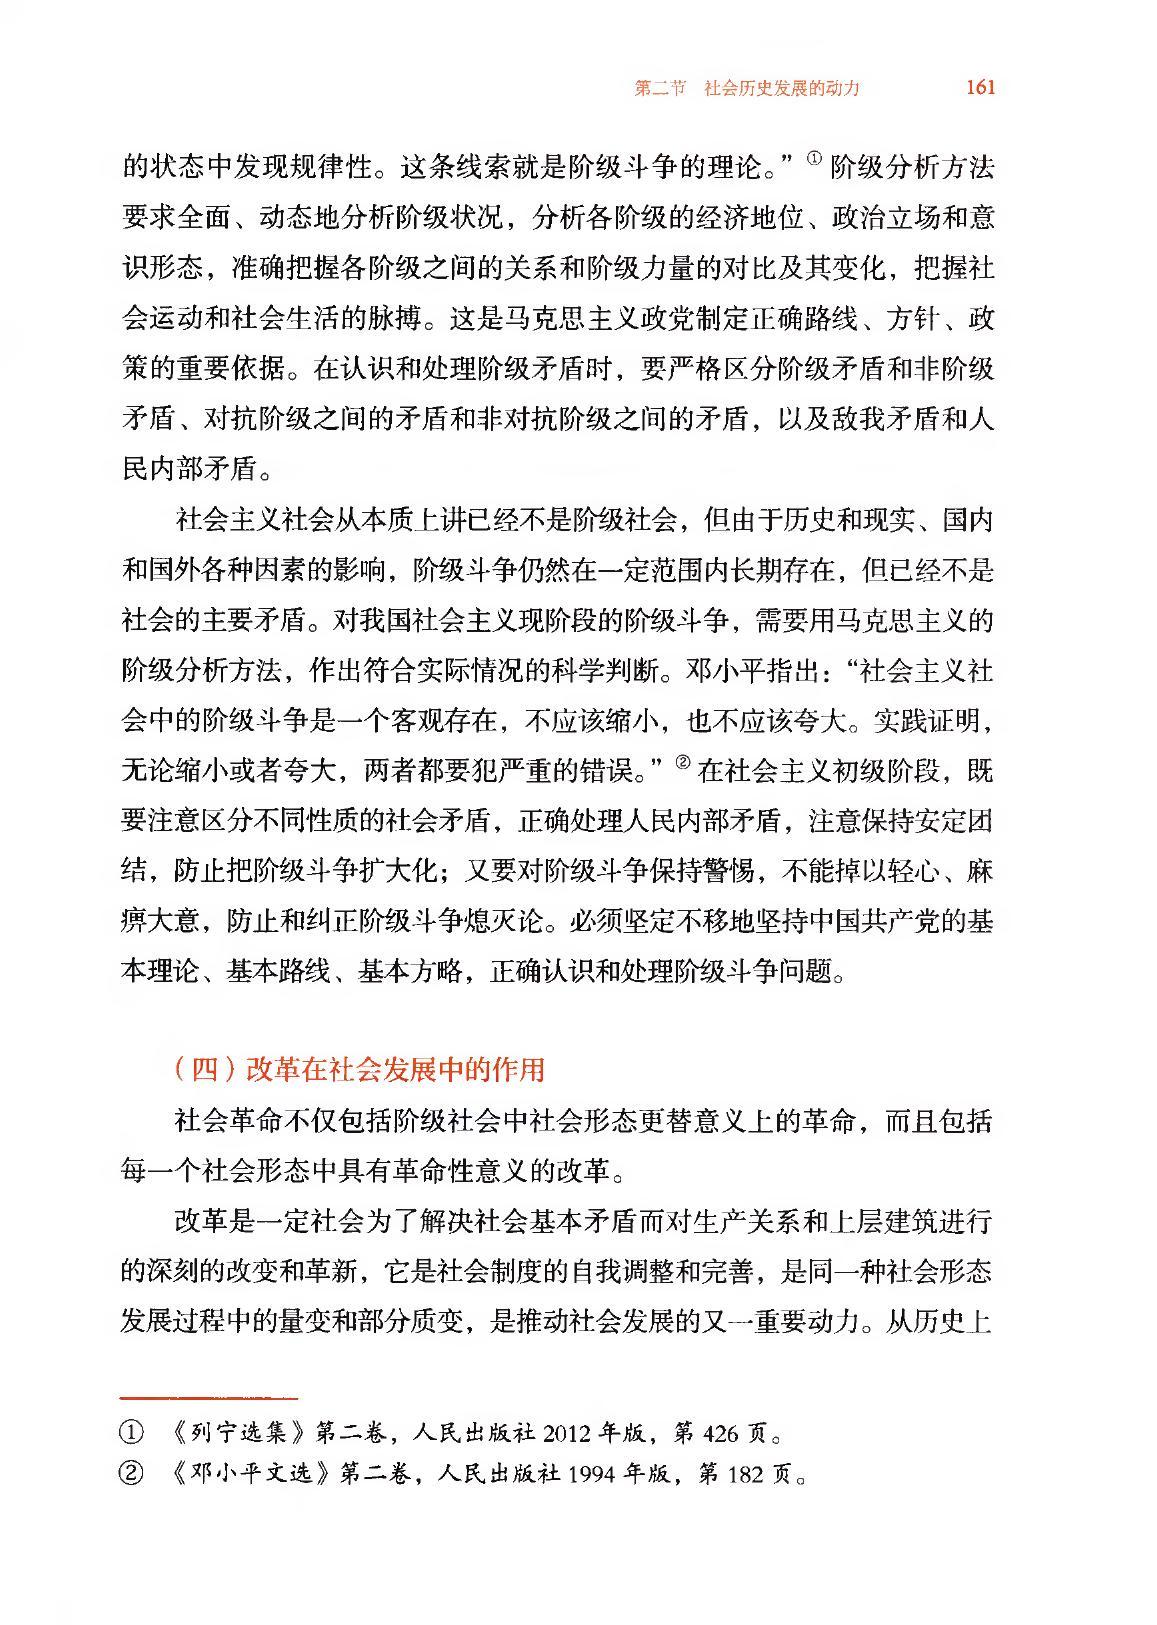 第二节 社会历史发展的动力 161
的状态中发现规律性。这条线索就是阶级斗争的理论。”①阶级分析方法
要求全面、动态地分析阶级状况，分析各阶级的经济地位、政治立场和意
识形态，准确把握各阶级之间的关系和阶级力量的对比及其变化，把握社
会运动和社会生活的脉搏。这是马克思主义政党制定正确路线、方针、政
策的重要依据。在认识和处理阶级矛盾时，要严格区分阶级矛盾和非阶级
矛盾、对抗阶级之间的矛盾和非对抗阶级之间的矛盾，以及敌我矛盾和人
民内部矛盾。
社会主义社会从本质上讲已经不是阶级社会，但由于历史和现实、国内
和国外各种因素的影响，阶级斗争仍然在一定范围内长期存在，但已经不是
社会的主要矛盾。对我国社会主义现阶段的阶级斗争，需要用马克思主义的
阶级分析方法，作出符合实际情况的科学判断。邓小平指出：“社会主义社
会中的阶级斗争是一个客观存在，不应该缩小，也不应该夸大。实践证明，
无论缩小或者夸大，两者都要犯严重的错误。”②在社会主义初级阶段，既
要注意区分不同性质的社会矛盾，正确处理人民内部矛盾，注意保持安定团
结，防止把阶级斗争扩大化；又要对阶级斗争保持警惕，不能掉以轻心、麻
痹大意，防止和纠正阶级斗争熄灭论。必须坚定不移地坚持中国共产党的基
本理论、基本路线、基本方略，正确认识和处理阶级斗争问题。
（四）改革在社会发展中的作用
社会革命不仅包括阶级社会中社会形态更替意义上的革命，而且包括
每一个社会形态中具有革命性意义的改革。
改革是一定社会为了解决社会基本矛盾而对生产关系和上层建筑进行
的深刻的改变和革新，它是社会制度的自我调整和完善，是同一种社会形态
发展过程中的量变和部分质变，是推动社会发展的又一重要动力。从历史上
① 《列宁选集》第二卷，人民出版社 2012 年版，第 426 页。
② 《邓小平文选》第二卷，人民出版社 1994 年版，第 182 页。